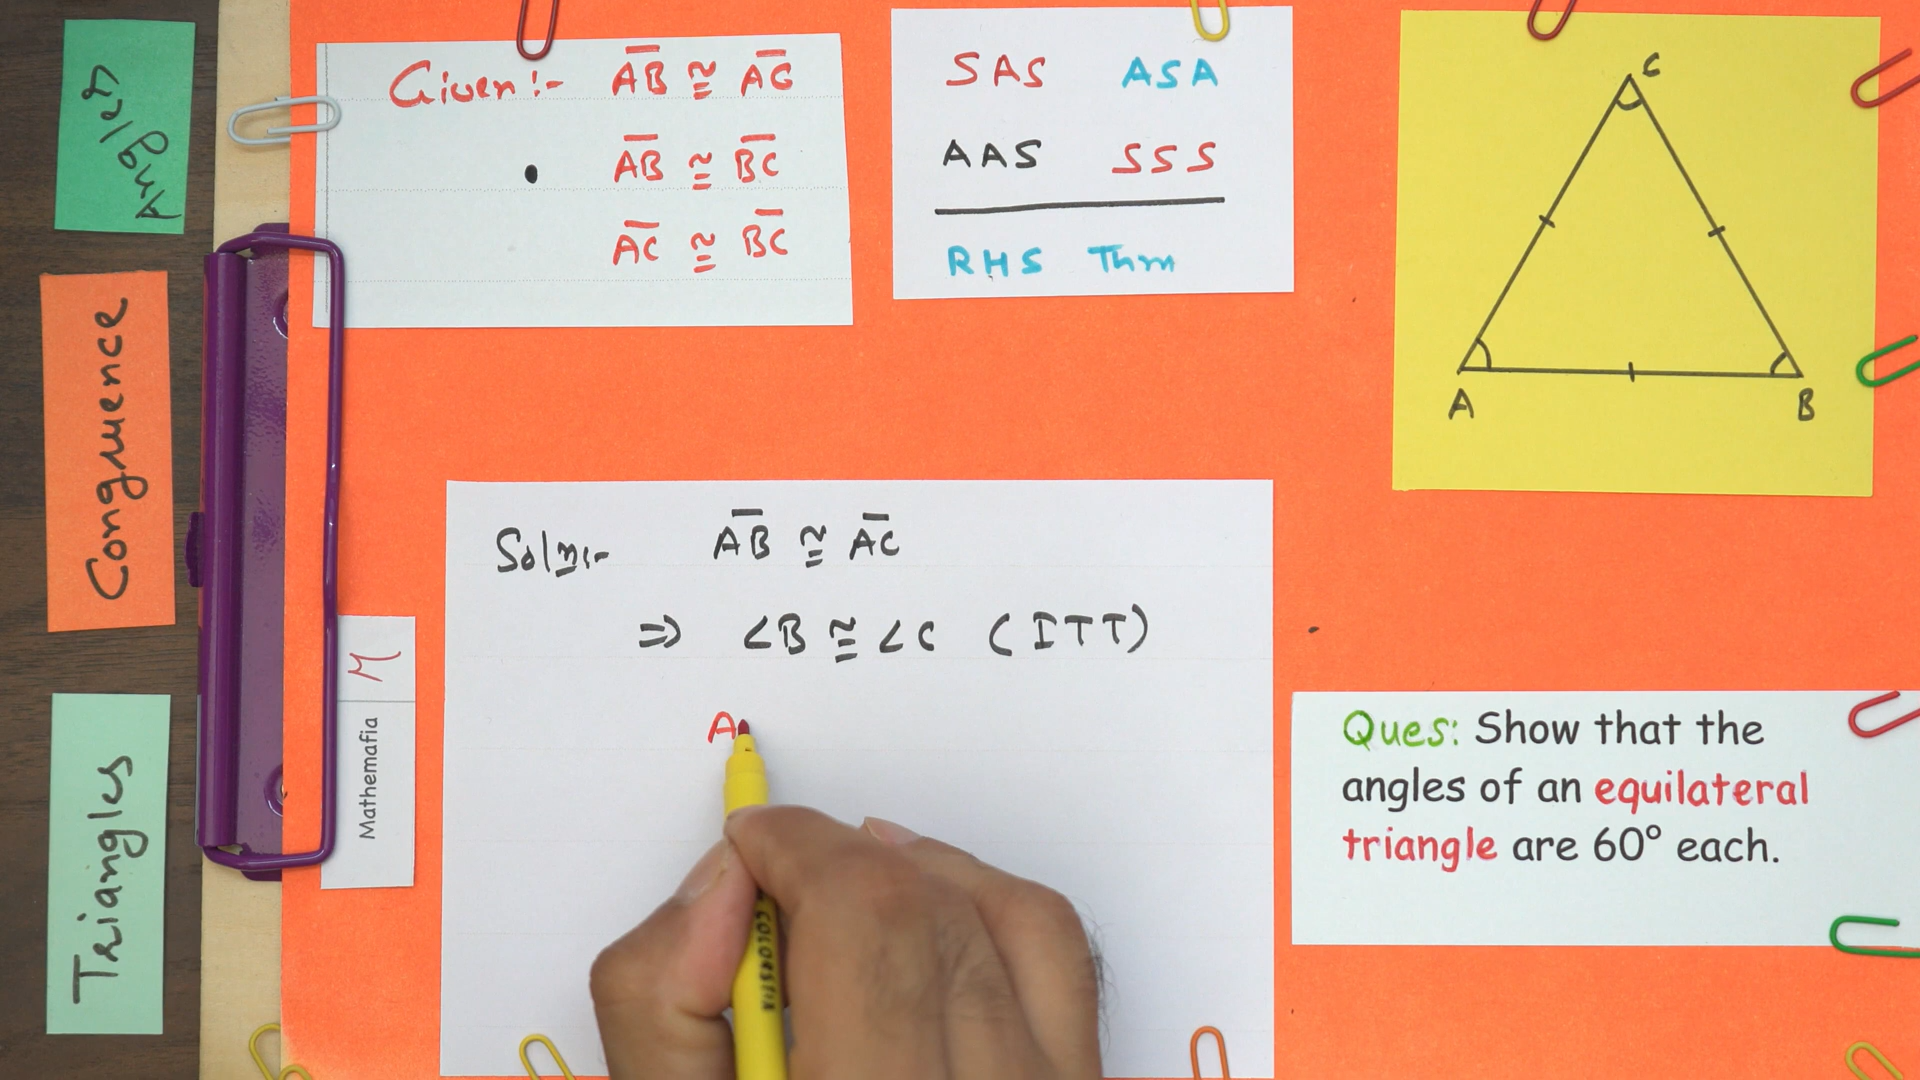 Angles
Congruence
Triangles
Given :- AB ≅ AC
AB ≅ BC
AC ≅ BC
SAS ASA
AAS SSS
RHS Thm
C
A B
M
Mathemafia
Soln:- AB ≅ AC
⇒ ∠B ≅ ∠C (ITT)
A
Ques: Show that the
angles of an equilateral
triangle are 60° each.
COLORSTIX